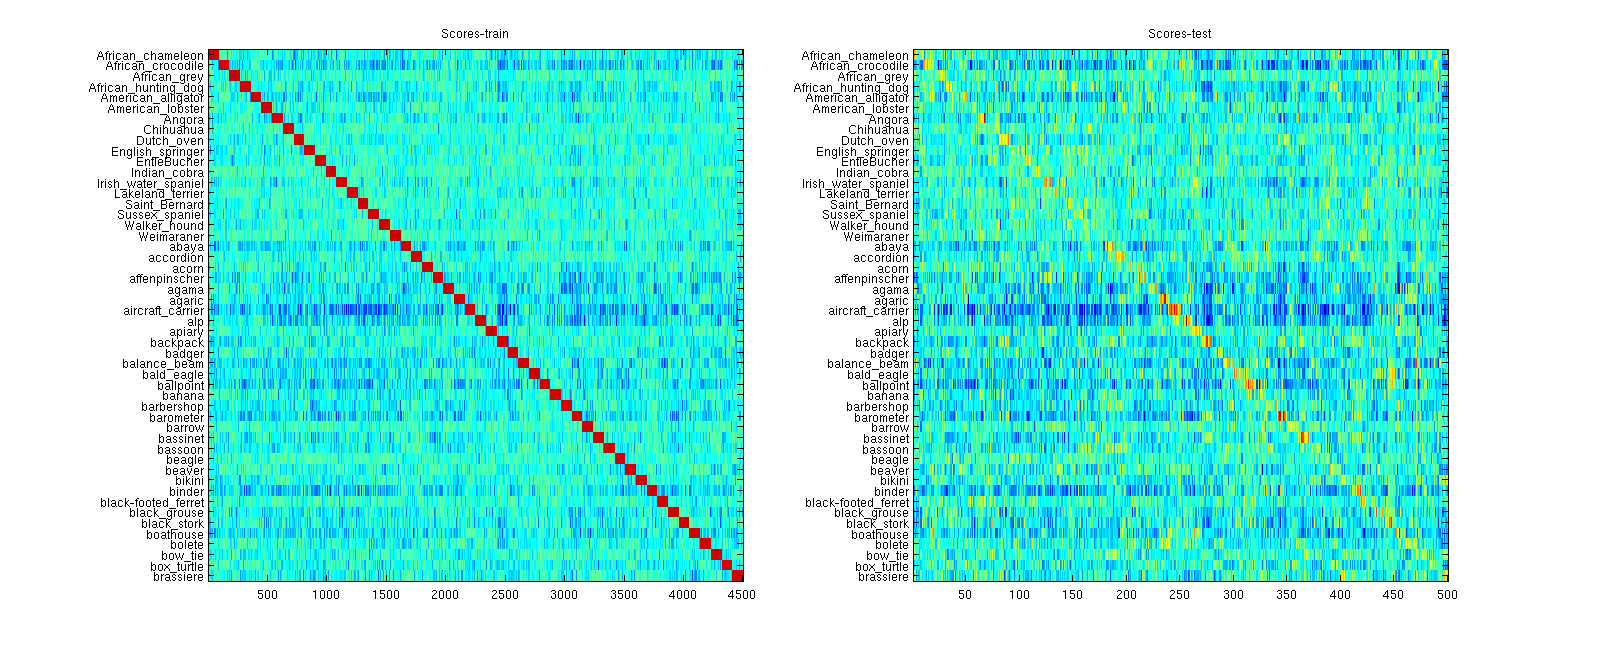 Scores-train
African_chameleon
African_crocodile
African_grey
African_hunting_dog
American_alligator
American_lobster
Angora
Chihuahua
Dutch_oven
English_springer
EntleBucher
Indian_cobra
Irish_water_spaniel
Lakeland_terrier
Saint_Bernard
Sussex_spaniel
Walker_hound
Weimaraner
abaya
accordion
acorn
affenpinscher
agama
agaric
aircraft_carrier
alp
apiary
backpack
badger
balance_beam
bald_eagle
ballpoint
banana
barbershop
barometer
barrow
bassinet
bassoon
beagle
beaver
bikini
binder
black-footed_ferret
black_grouse
black_stork
boathouse
bolete
bow_tie
box_turtle
brassiere
500 1000 1500 2000 2500 3000 3500 4000 4500
Scores-test
African_chameleon
African_crocodile
African_grey
African_hunting_dog
American_alligator
American_lobster
Angora
Chihuahua
Dutch_oven
English_springer
EntleBucher
Indian_cobra
Irish_water_spaniel
Lakeland_terrier
Saint_Bernard
Sussex_spaniel
Walker_hound
Weimaraner
abaya
accordion
acorn
affenpinscher
agama
agaric
aircraft_carrier
alp
apiary
backpack
badger
balance_beam
bald_eagle
ballpoint
banana
barbershop
barometer
barrow
bassinet
bassoon
beagle
beaver
bikini
binder
black-footed_ferret
black_grouse
black_stork
boathouse
bolete
bow_tie
box_turtle
brassiere
50 100 150 200 250 300 350 400 450 500